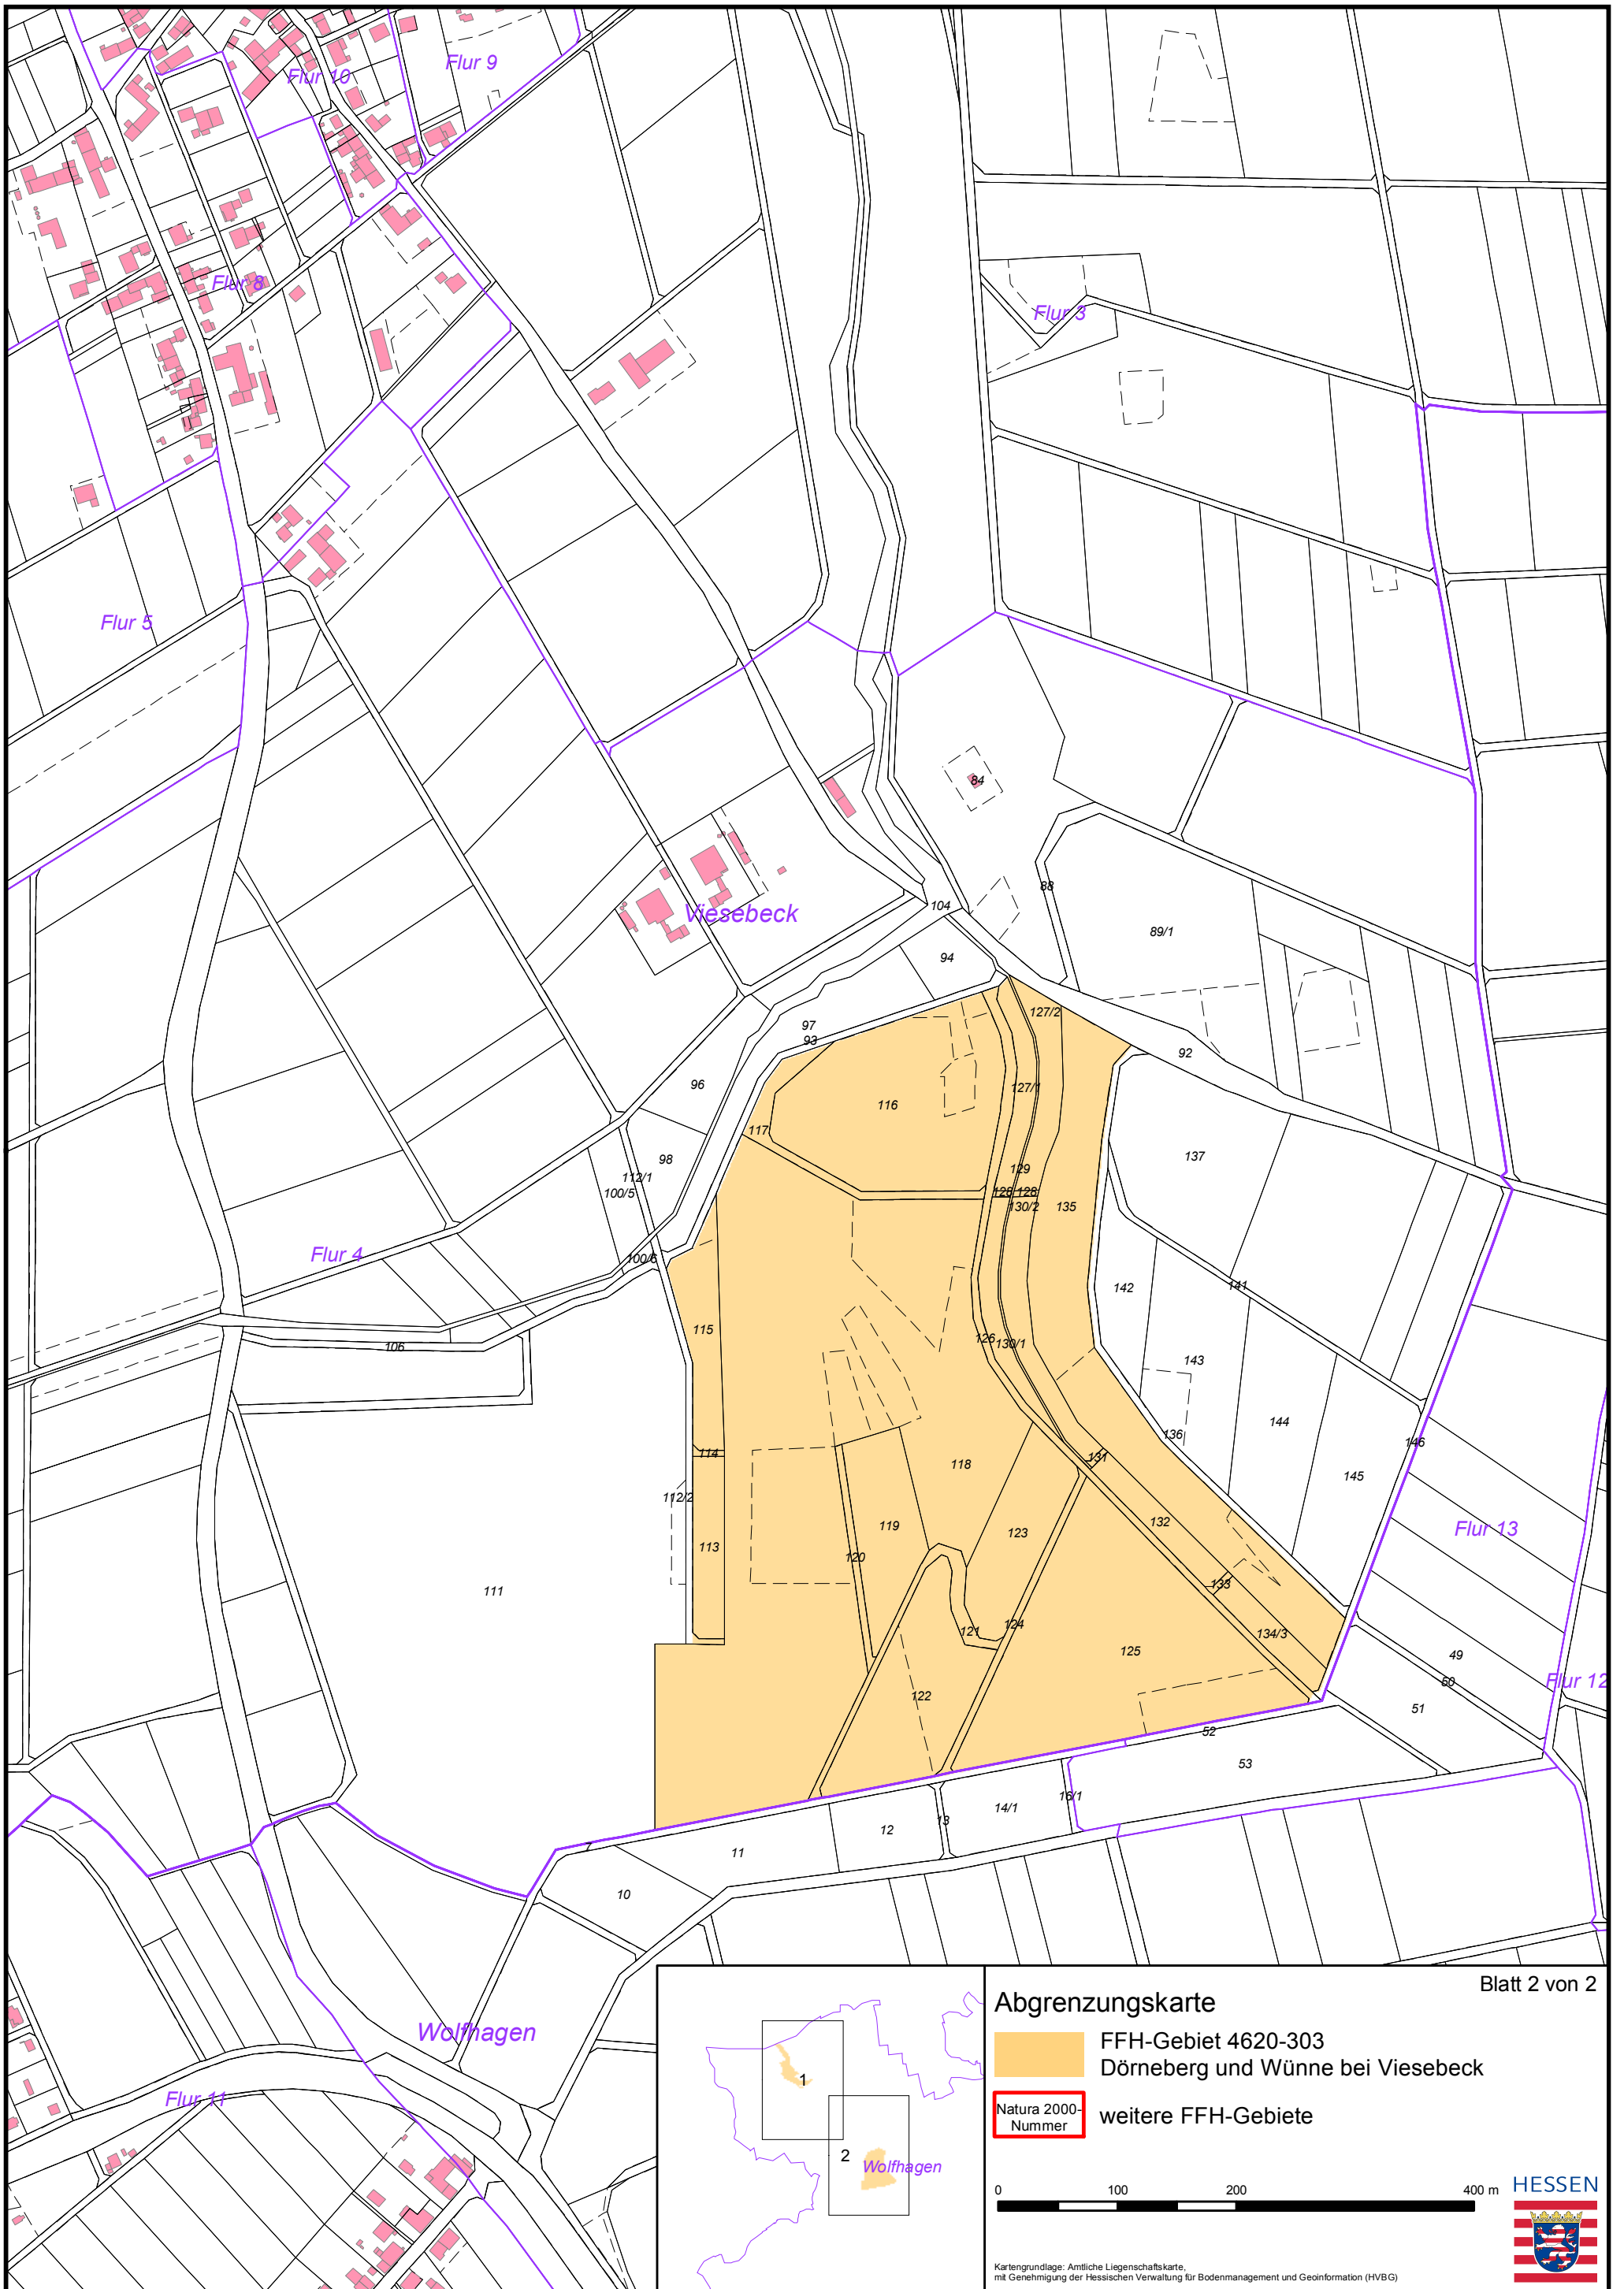 Flur 9
Flur 10
Flur 8
Flur 3
Flur 5
84
88
Viesebeck
104
89/1
94
127/2
97
93
92
96
127/1
116
117
137
98
129
112/1
100/5
128
128
130/2
135
Flur 4
100/6
142
141
115
126
130/1
106
143
144
136
146
114
118
131
145
112/2
132
119
123
Flur 13
113
120
111
133
124
121
134/3
125
49
50
Flur 12
122
51
52
53
16/1
14/1
13
12
7
11
10
Wolfhagen
Flur 11
1
2
Wolfhagen
Blatt 2 von 2
Abgrenzungskarte
FFH-Gebiet 4620-303
Dörneberg und Wünne bei Viesebeck
Natura 2000-
Nummer
weitere FFH-Gebiete
0 100 200 400 m
HESSEN
Kartengrundlage: Amtliche Liegenschaftskarte,
mit Genehmigung der Hessischen Verwaltung für Bodenmanagement und Geoinformation (HVBG)